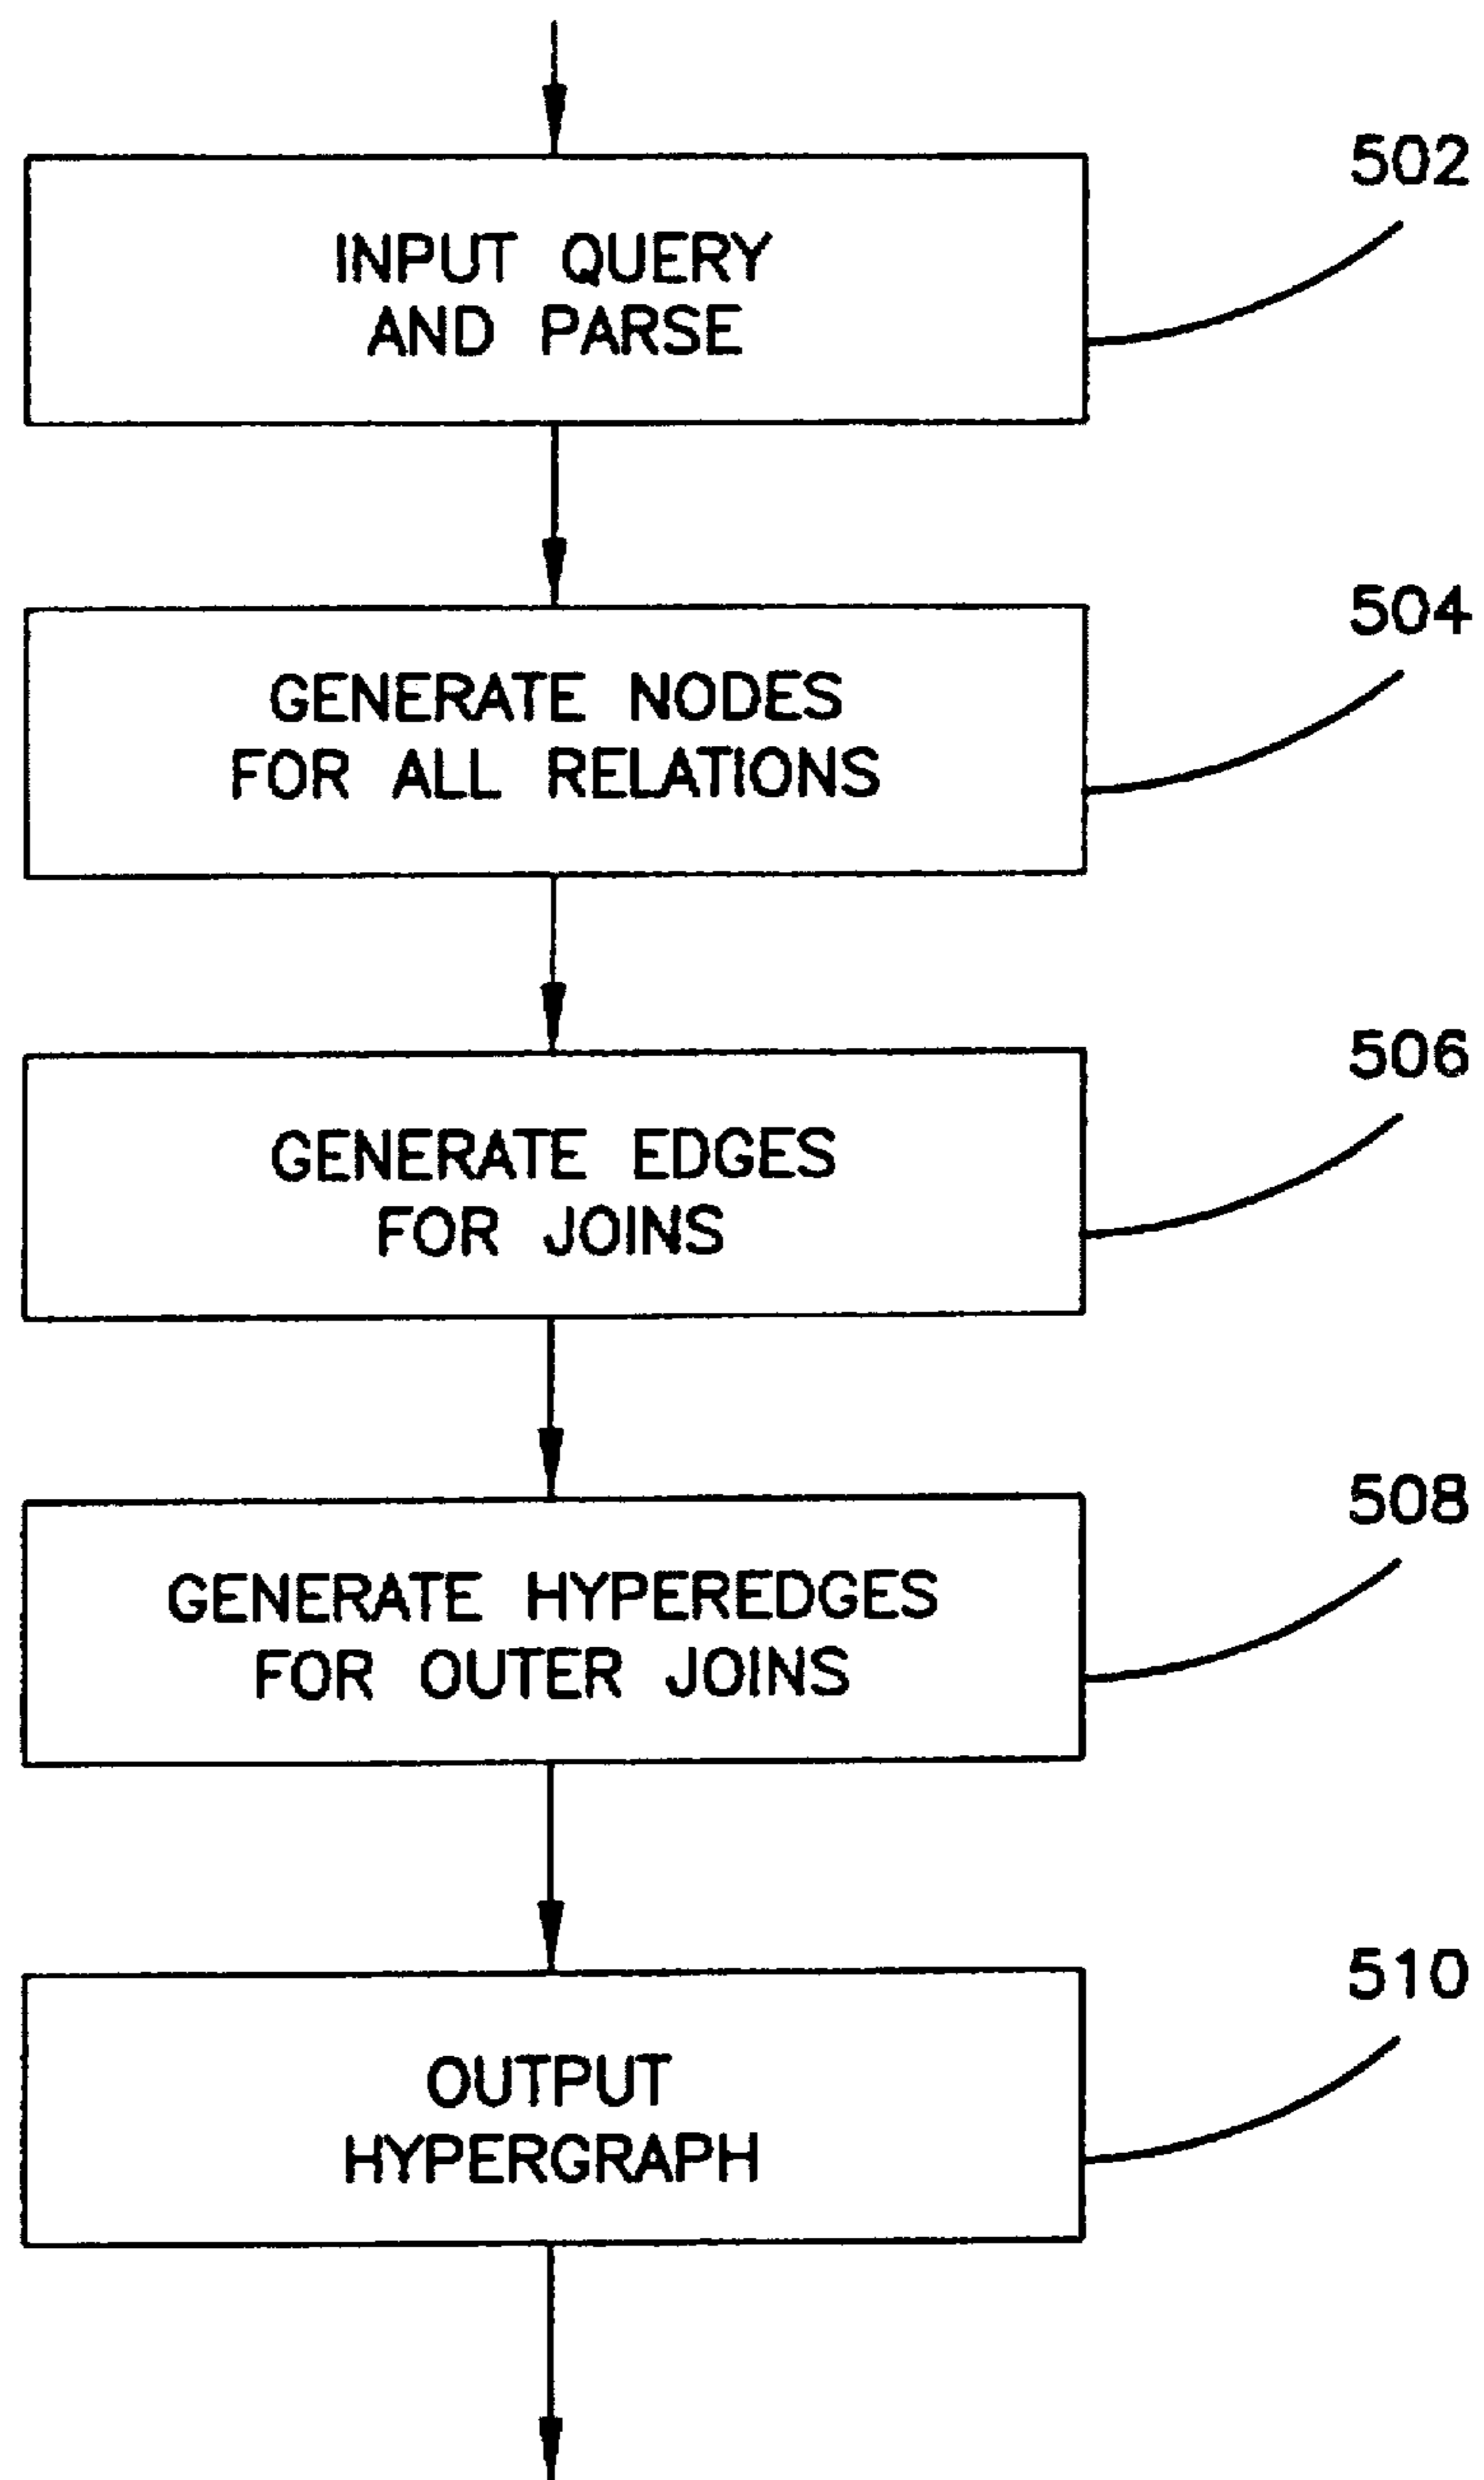 502
INPUT QUERY
AND PARSE
504
GENERATE NODES
FOR ALL RELATIONS
506
GENERATE EDGES
FOR JOINS
508
GENERATE HYPEREDGES
FOR OUTER JOINS
510
OUTPUT
HYPERGRAPH